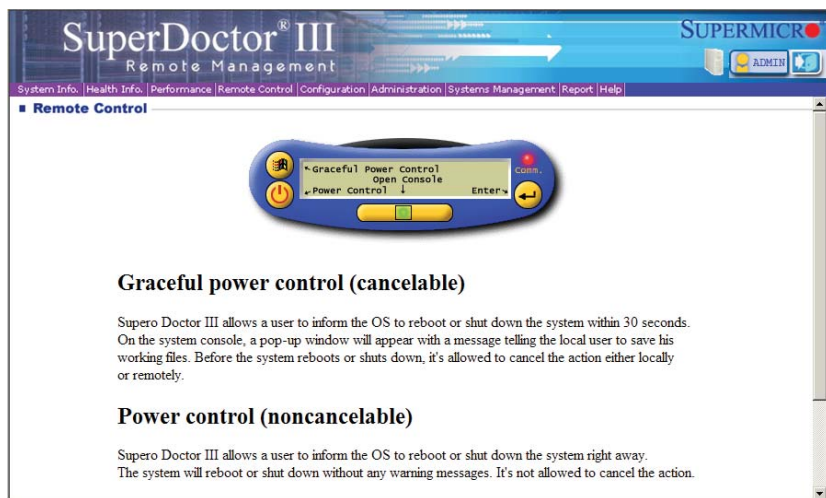 SuperDoctor® III
Remote Management
SUPERMICRO®
ADMIN
System Info. |Health Info. |Performance |Remote Control |Configuration |Administration |Systems Management |Report |Help|
Remote Control
Graceful Power Control
Open Console
Power Control
Enter
Comm.
Graceful power control (cancelable)
Supero Doctor III allows a user to inform the OS to reboot or shut down the system within 30 seconds.
On the system console, a pop-up window will appear with a message telling the local user to save his
working files. Before the system reboots or shuts down, it's allowed to cancel the action either locally
or remotely.
Power control (noncancelable)
Supero Doctor III allows a user to inform the OS to reboot or shut down the system right away.
The system will reboot or shut down without any warning messages. It's not allowed to cancel the action.